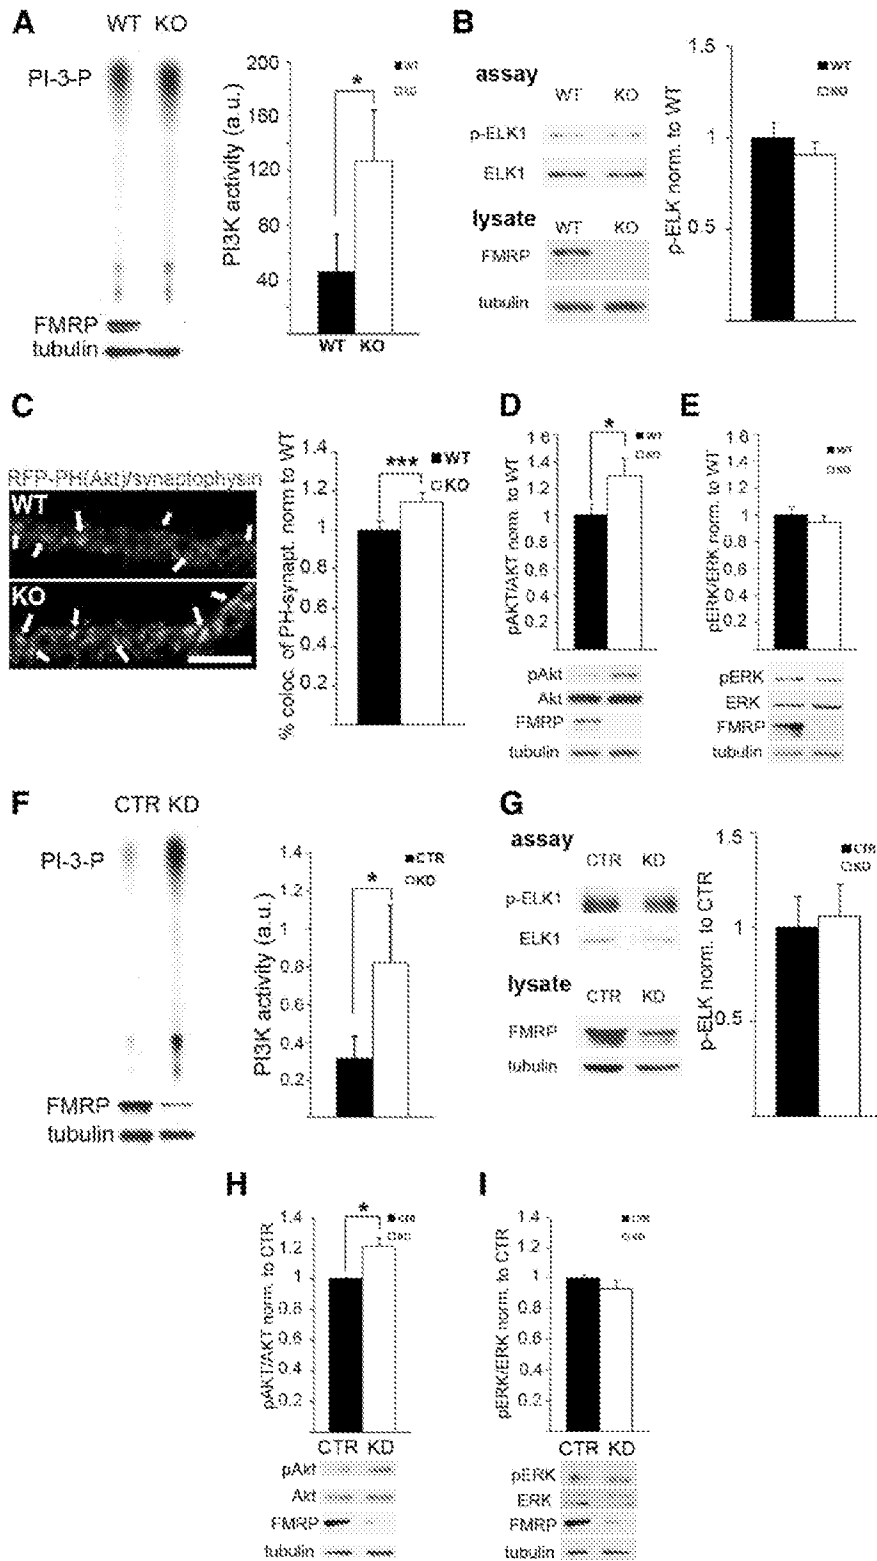 A
WT KO
PI-3-P
FMRP
tubulin
PI3K activity (a.u.)
200
160
120
80
40
*
WT
WT KO
B
assay
WT KO
p-ELK1
ELK1
lysate
WT KO
FMRP
tubulin
p-ELK norm. to WT
1.5
1
0.5
WT
KO
C
RFP-PH(Akt)/synaptophysin
WT
KO
% coloc. of PH-synapt. norm to WT
1.4
1.2
1
0.8
0.6
0.4
0.2
***
WT
KO
D
pAKT/AKT norm. to WT
1.6
1.4
1.2
1
0.8
0.6
0.4
0.2
*
WT
KO
pAkt
Akt
FMRP
tubulin
E
pERK/ERK norm. to WT
1.6
1.4
1.2
1
0.8
0.6
0.4
0.2
WT
KO
pERK
ERK
FMRP
tubulin
F
CTR KD
PI-3-P
FMRP
tubulin
PI3K activity (a.u.)
1.4
1.2
1
0.8
0.6
0.4
0.2
*
CTR
KD
G
assay
CTR KD
p-ELK1
ELK1
lysate
CTR KD
FMRP
tubulin
p-ELK norm. to CTR
1.5
1
0.5
CTR
KD
H
pAKT/AKT norm. to CTR
1.4
1.2
1
0.8
0.6
0.4
0.2
*
CTR KD
pAkt
Akt
FMRP
tubulin
I
pERK/ERK norm. to CTR
1.4
1.2
1
0.8
0.6
0.4
0.2
CTR
KD
CTR KD
pERK
ERK
FMRP
tubulin